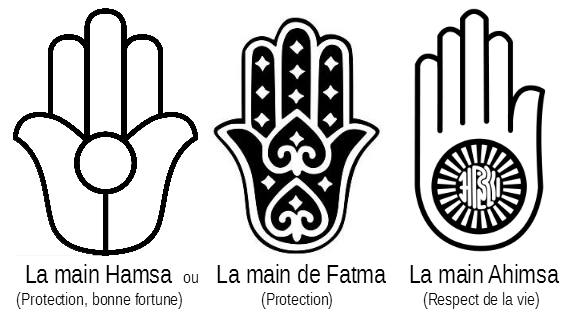 La main Hamsa ou La main de Fatma La main Ahimsa
(Protection, bonne fortune) (Protection) (Respect de la vie)